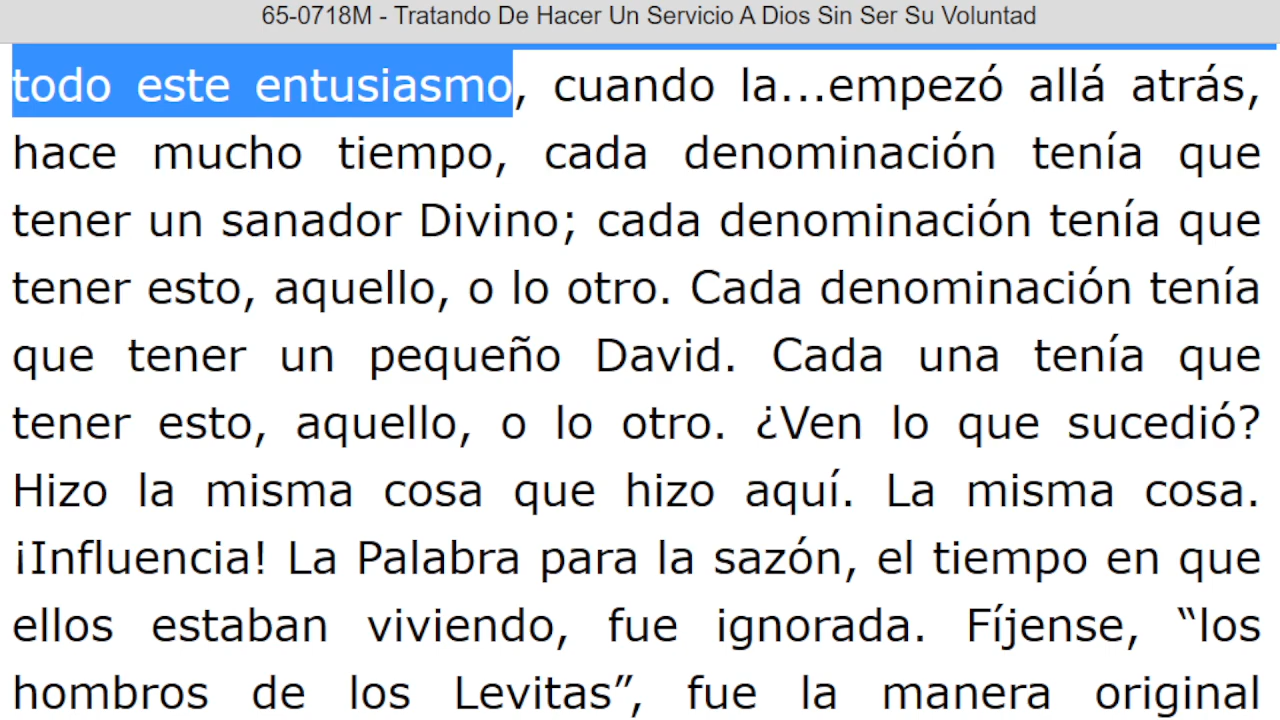 65-0718M - Tratando De Hacer Un Servicio A Dios Sin Ser Su Voluntad
todo este entusiasmo, cuando la...empezó allá atrás,
hace mucho tiempo, cada denominación tenía que
tener un sanador Divino; cada denominación tenía que
tener esto, aquello, o lo otro. Cada denominación tenía
que tener un pequeño David. Cada una tenía que
tener esto, aquello, o lo otro. ¿Ven lo que sucedió?
Hizo la misma cosa que hizo aquí. La misma cosa.
¡Influencia! La Palabra para la sazón, el tiempo en que
ellos estaban viviendo, fue ignorada. Fíjense, “los
hombros de los Levitas”, fue la manera original